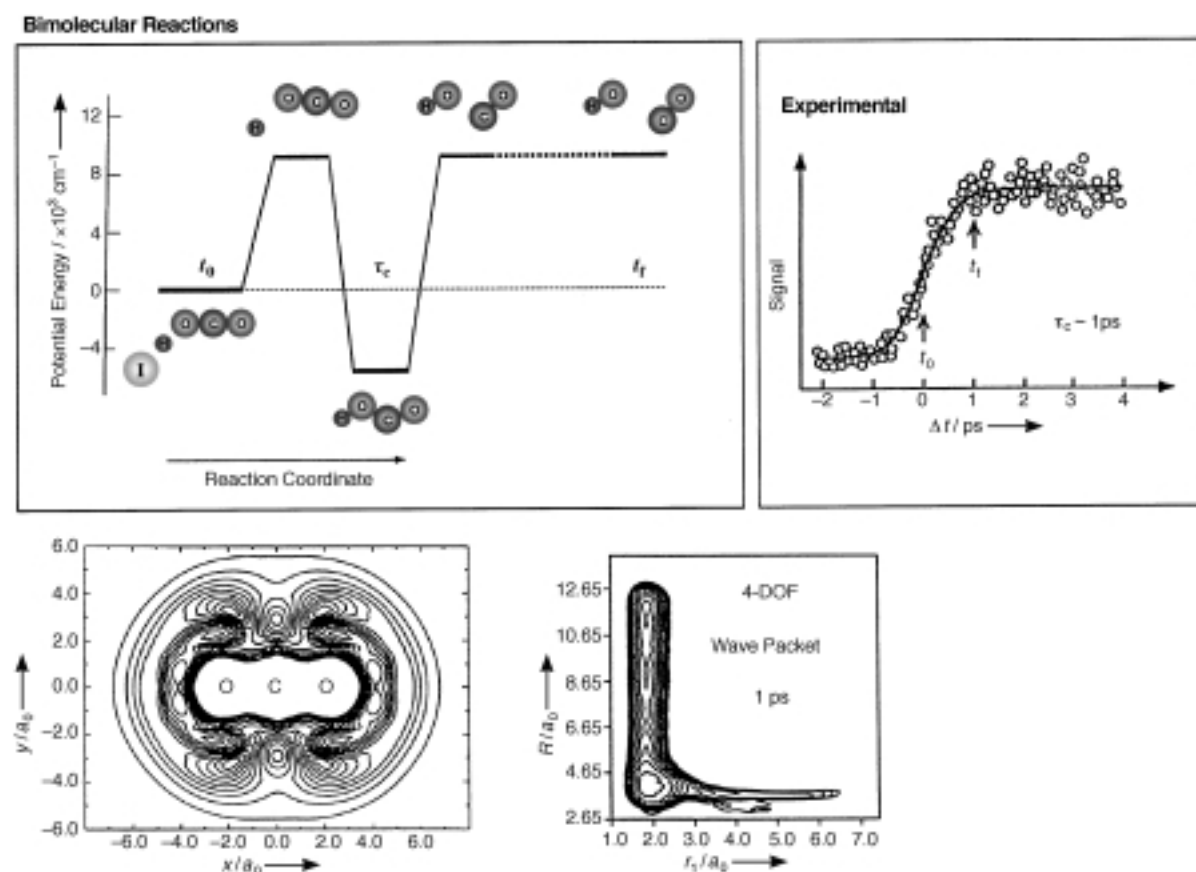 Bimolecular Reactions
Potential Energy / ×10³ cm⁻¹
12
8
4
0
−4
O C O
H
H O O
C
H O O
C
t₀
τc
tf
H O C O
I
H O C O
Reaction Coordinate
Experimental
Signal
tf
t₀
τc ~ 1ps
−2 −1 0 1 2 3 4
Δt / ps
6.0
4.0
2.0
0.0
−2.0
−4.0
−6.0
y/a₀
O C O
−6.0 −4.0 −2.0 0.0 2.0 4.0 6.0
x/a₀
12.65
10.65
8.65
6.65
4.65
2.65
R/a₀
4-DOF
Wave Packet
1 ps
1.0 2.0 3.0 4.0 5.0 6.0 7.0
r₁/a₀